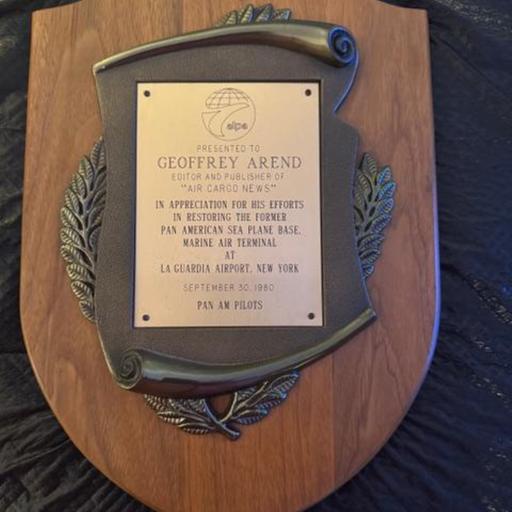 alpa
PRESENTED TO
GEOFFREY AREND
EDITOR AND PUBLISHER OF
"AIR CARGO NEWS"
IN APPRECIATION FOR HIS EFFORTS
IN RESTORING THE FORMER
PAN AMERICAN SEA PLANE BASE,
MARINE AIR TERMINAL
AT
LA GUARDIA AIRPORT, NEW YORK
SEPTEMBER 30, 1980
PAN AM PILOTS